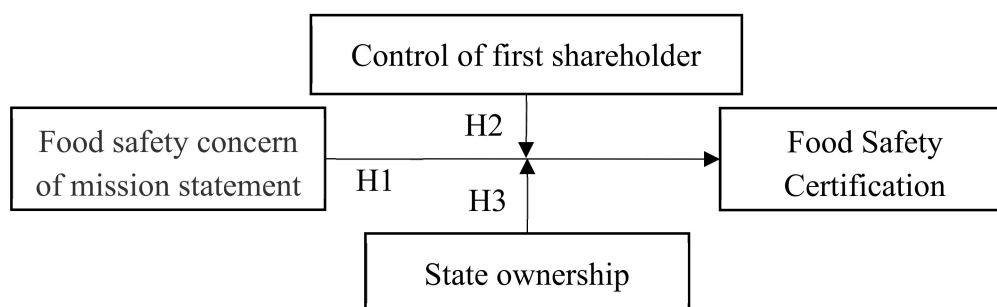 Control of first shareholder
H2
Food safety concern
of mission statement
H1
Food Safety
Certification
H3
State ownership